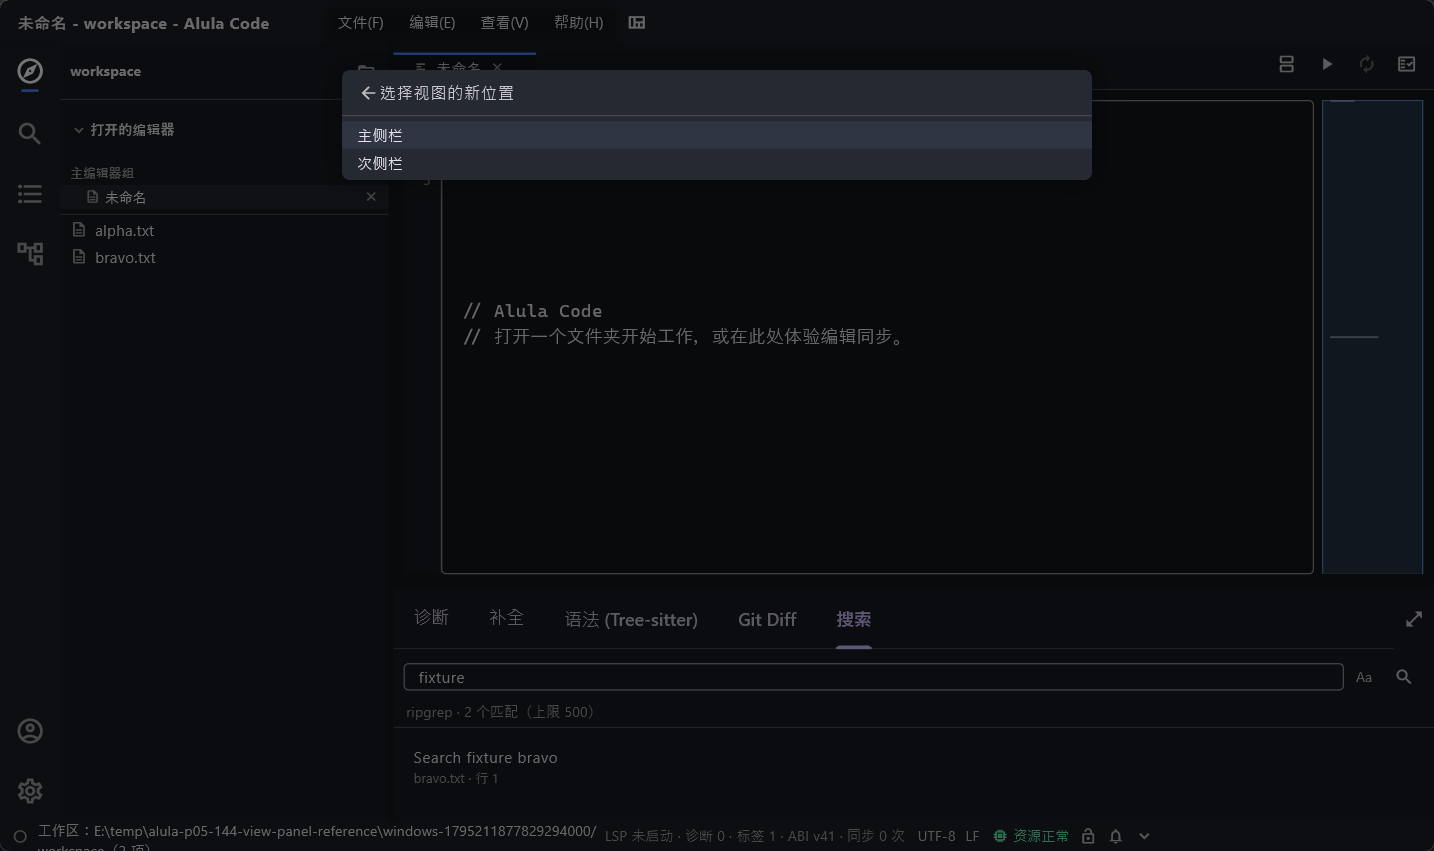 未命名 - workspace - Alula Code
文件(F) 编辑(E) 查看(V) 帮助(H)
workspace
未命名
选择视图的新位置
主侧栏
次侧栏
打开的编辑器
主编辑器组
未命名
alpha.txt
bravo.txt
// Alula Code
// 打开一个文件夹开始工作, 或在此处体验编辑同步。
诊断 补全 语法 (Tree-sitter) Git Diff 搜索
fixture
Aa
ripgrep · 2 个匹配（上限 500）
Search fixture bravo
bravo.txt · 行 1
工作区：E:\temp\alula-p05-144-view-panel-reference\windows-1795211877829294000/
workspace（2 项）
LSP 未启动 · 诊断 0 · 标签 1 · ABI v41 · 同步 0 次 UTF-8 LF 资源正常